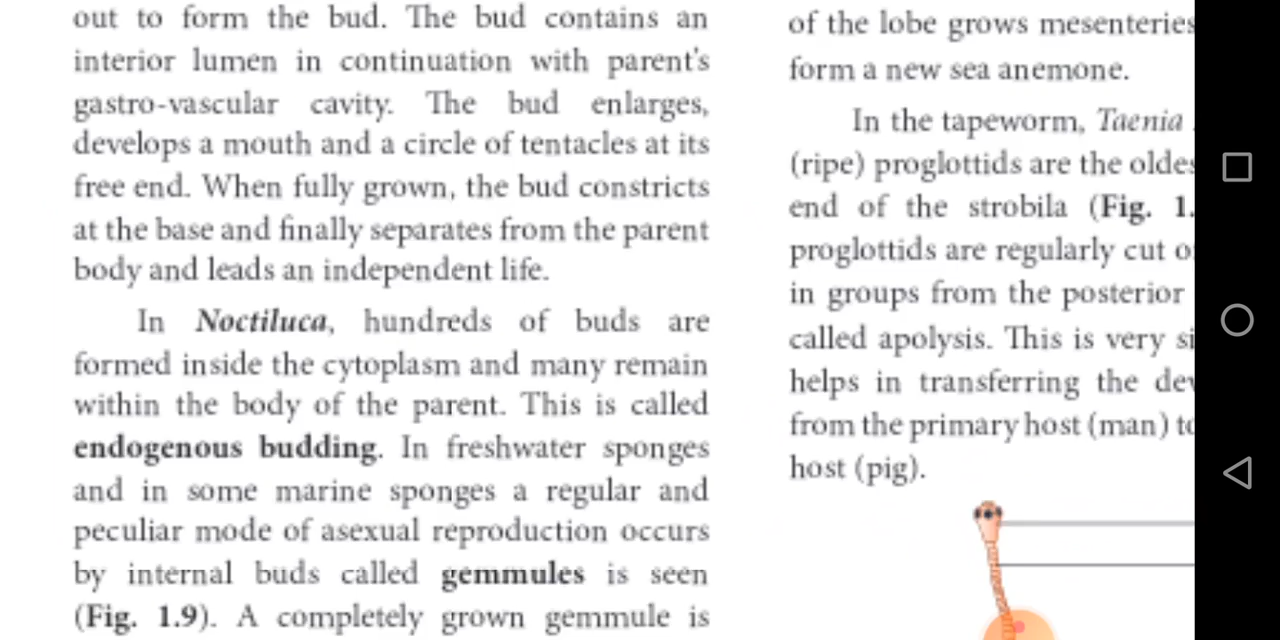 out to form the bud. The bud contains an
interior lumen in continuation with parent's
gastro-vascular cavity. The bud enlarges,
develops a mouth and a circle of tentacles at its
free end. When fully grown, the bud constricts
at the base and finally separates from the parent
body and leads an independent life.
In Noctiluca, hundreds of buds are
formed inside the cytoplasm and many remain
within the body of the parent. This is called
endogenous budding. In freshwater sponges
and in some marine sponges a regular and
peculiar mode of asexual reproduction occurs
by internal buds called gemmules is seen
(Fig. 1.9). A completely grown gemmule is
of the lobe grows mesenteries
form a new sea anemone.
In the tapeworm, Taenia
(ripe) proglottids are the
end of the strobila (Fig. 1.
proglottids are regularly cut
in groups from the posterior
called apolysis. This is very
helps in transferring the
from the primary host (man)
host (pig).